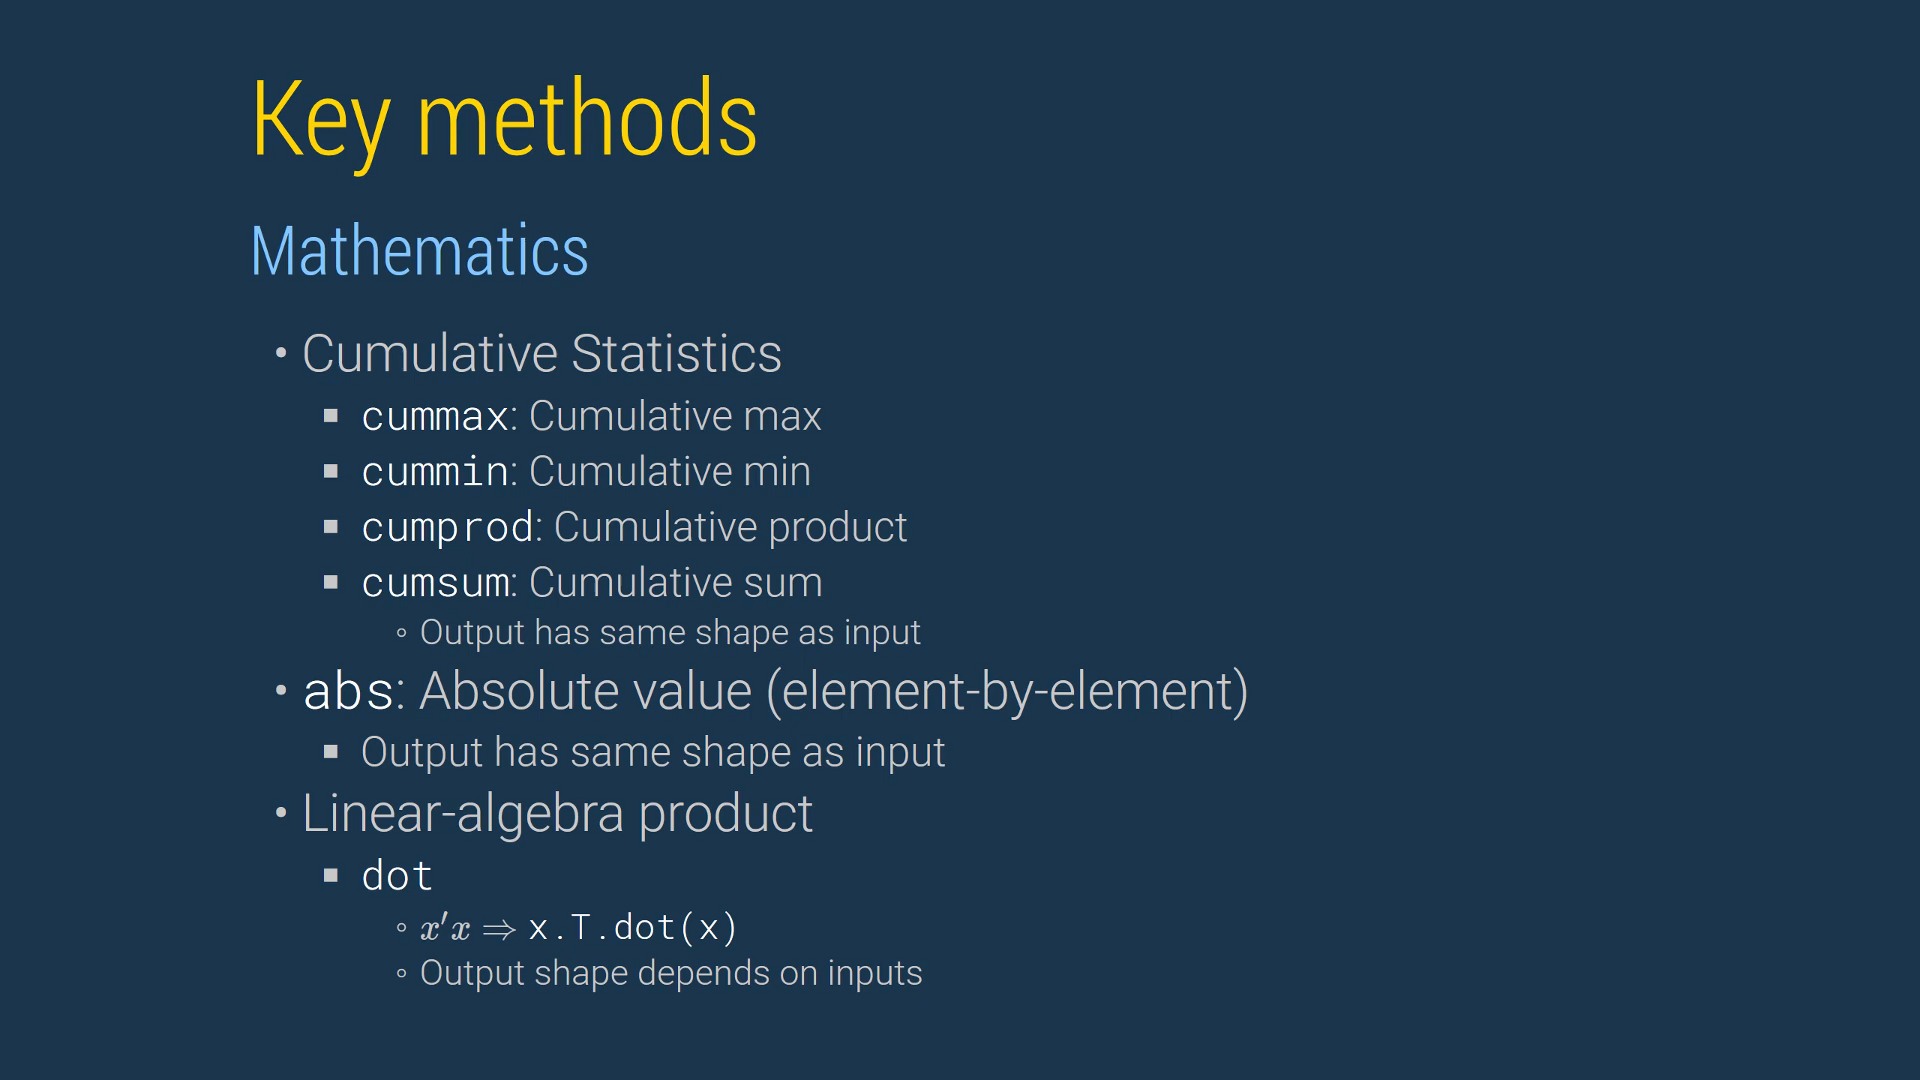 Key methods
Mathematics
• Cumulative Statistics
▪ cummax: Cumulative max
▪ cummin: Cumulative min
▪ cumprod: Cumulative product
▪ cumsum: Cumulative sum
◦ Output has same shape as input
• abs: Absolute value (element-by-element)
▪ Output has same shape as input
• Linear-algebra product
▪ dot
◦ x′x ⇒ x.T.dot(x)
◦ Output shape depends on inputs